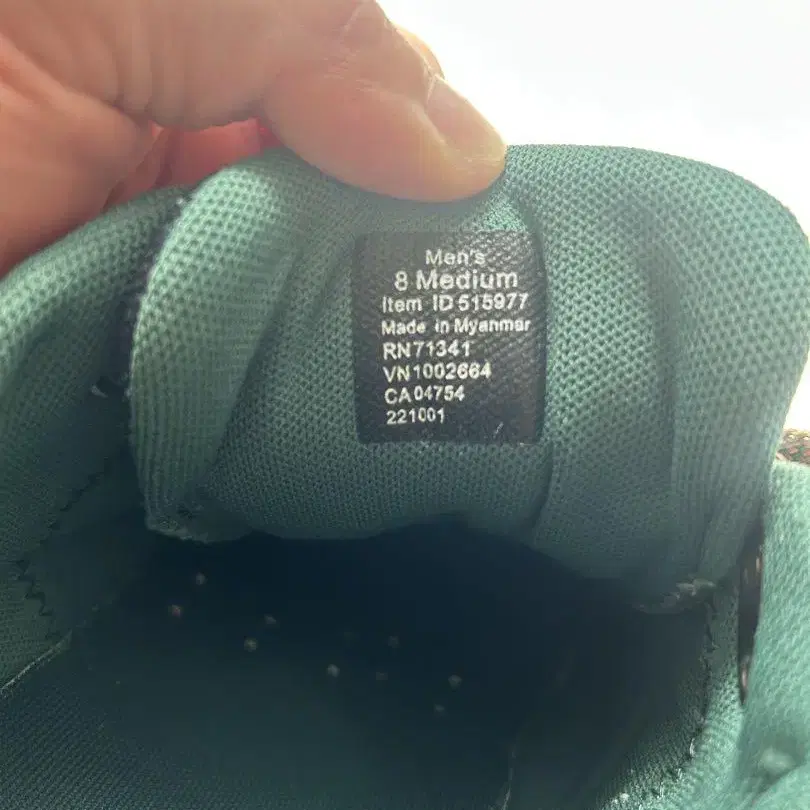 Men's
8 Medium
Item ID 515977
Made in Myanmar
RN71341
VN1002664
CA04754
221001